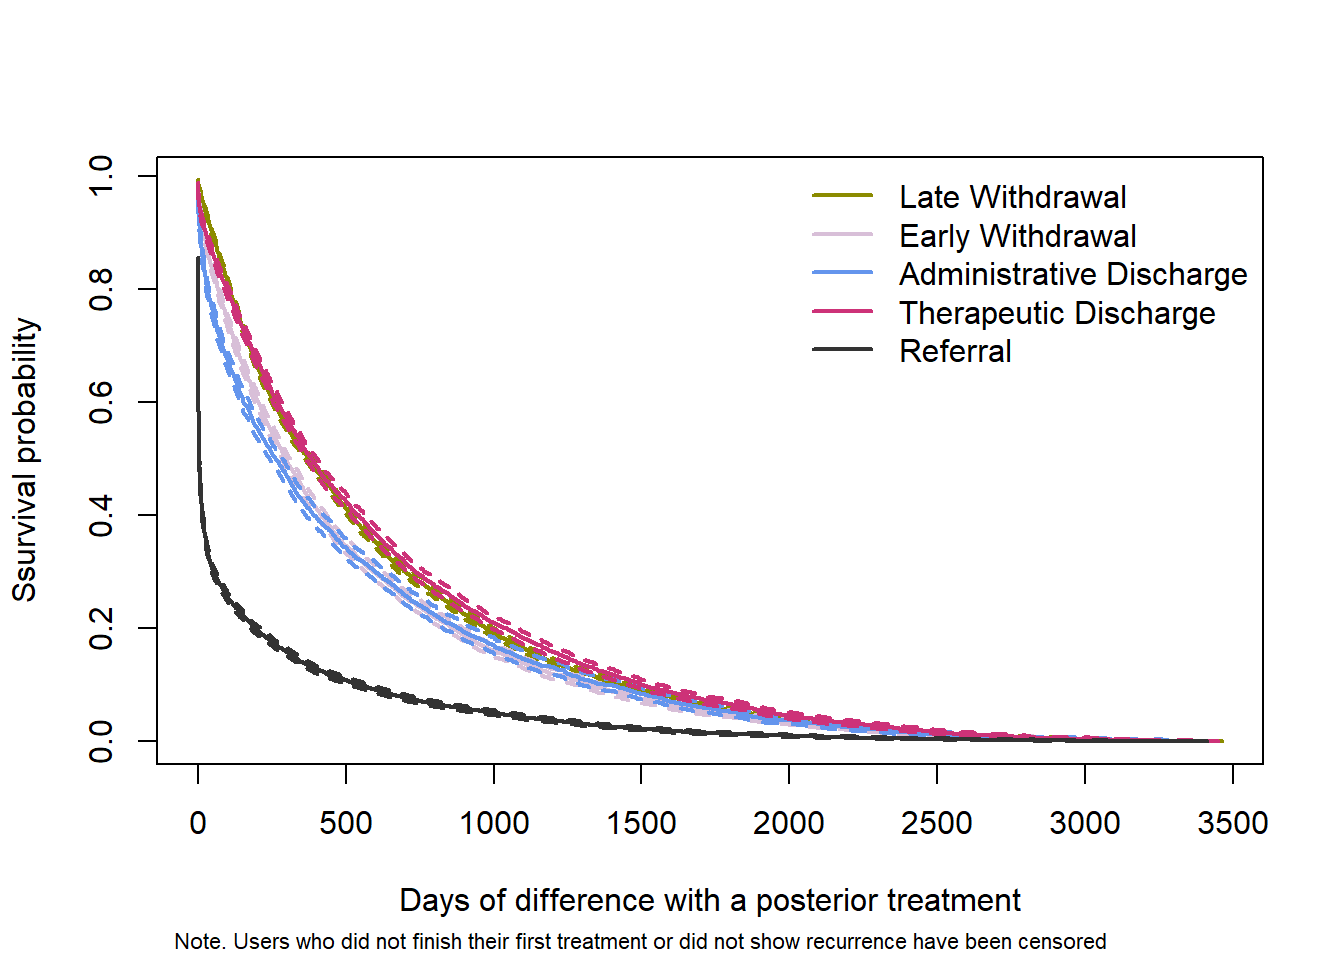 Late Withdrawal
Early Withdrawal
Administrative Discharge
Therapeutic Discharge
Referral
Ssurvival probability
1.0
0.8
0.6
0.4
0.2
0.0
0 500 1000 1500 2000 2500 3000 3500
Days of difference with a posterior treatment
Note. Users who did not finish their first treatment or did not show recurrence have been censored